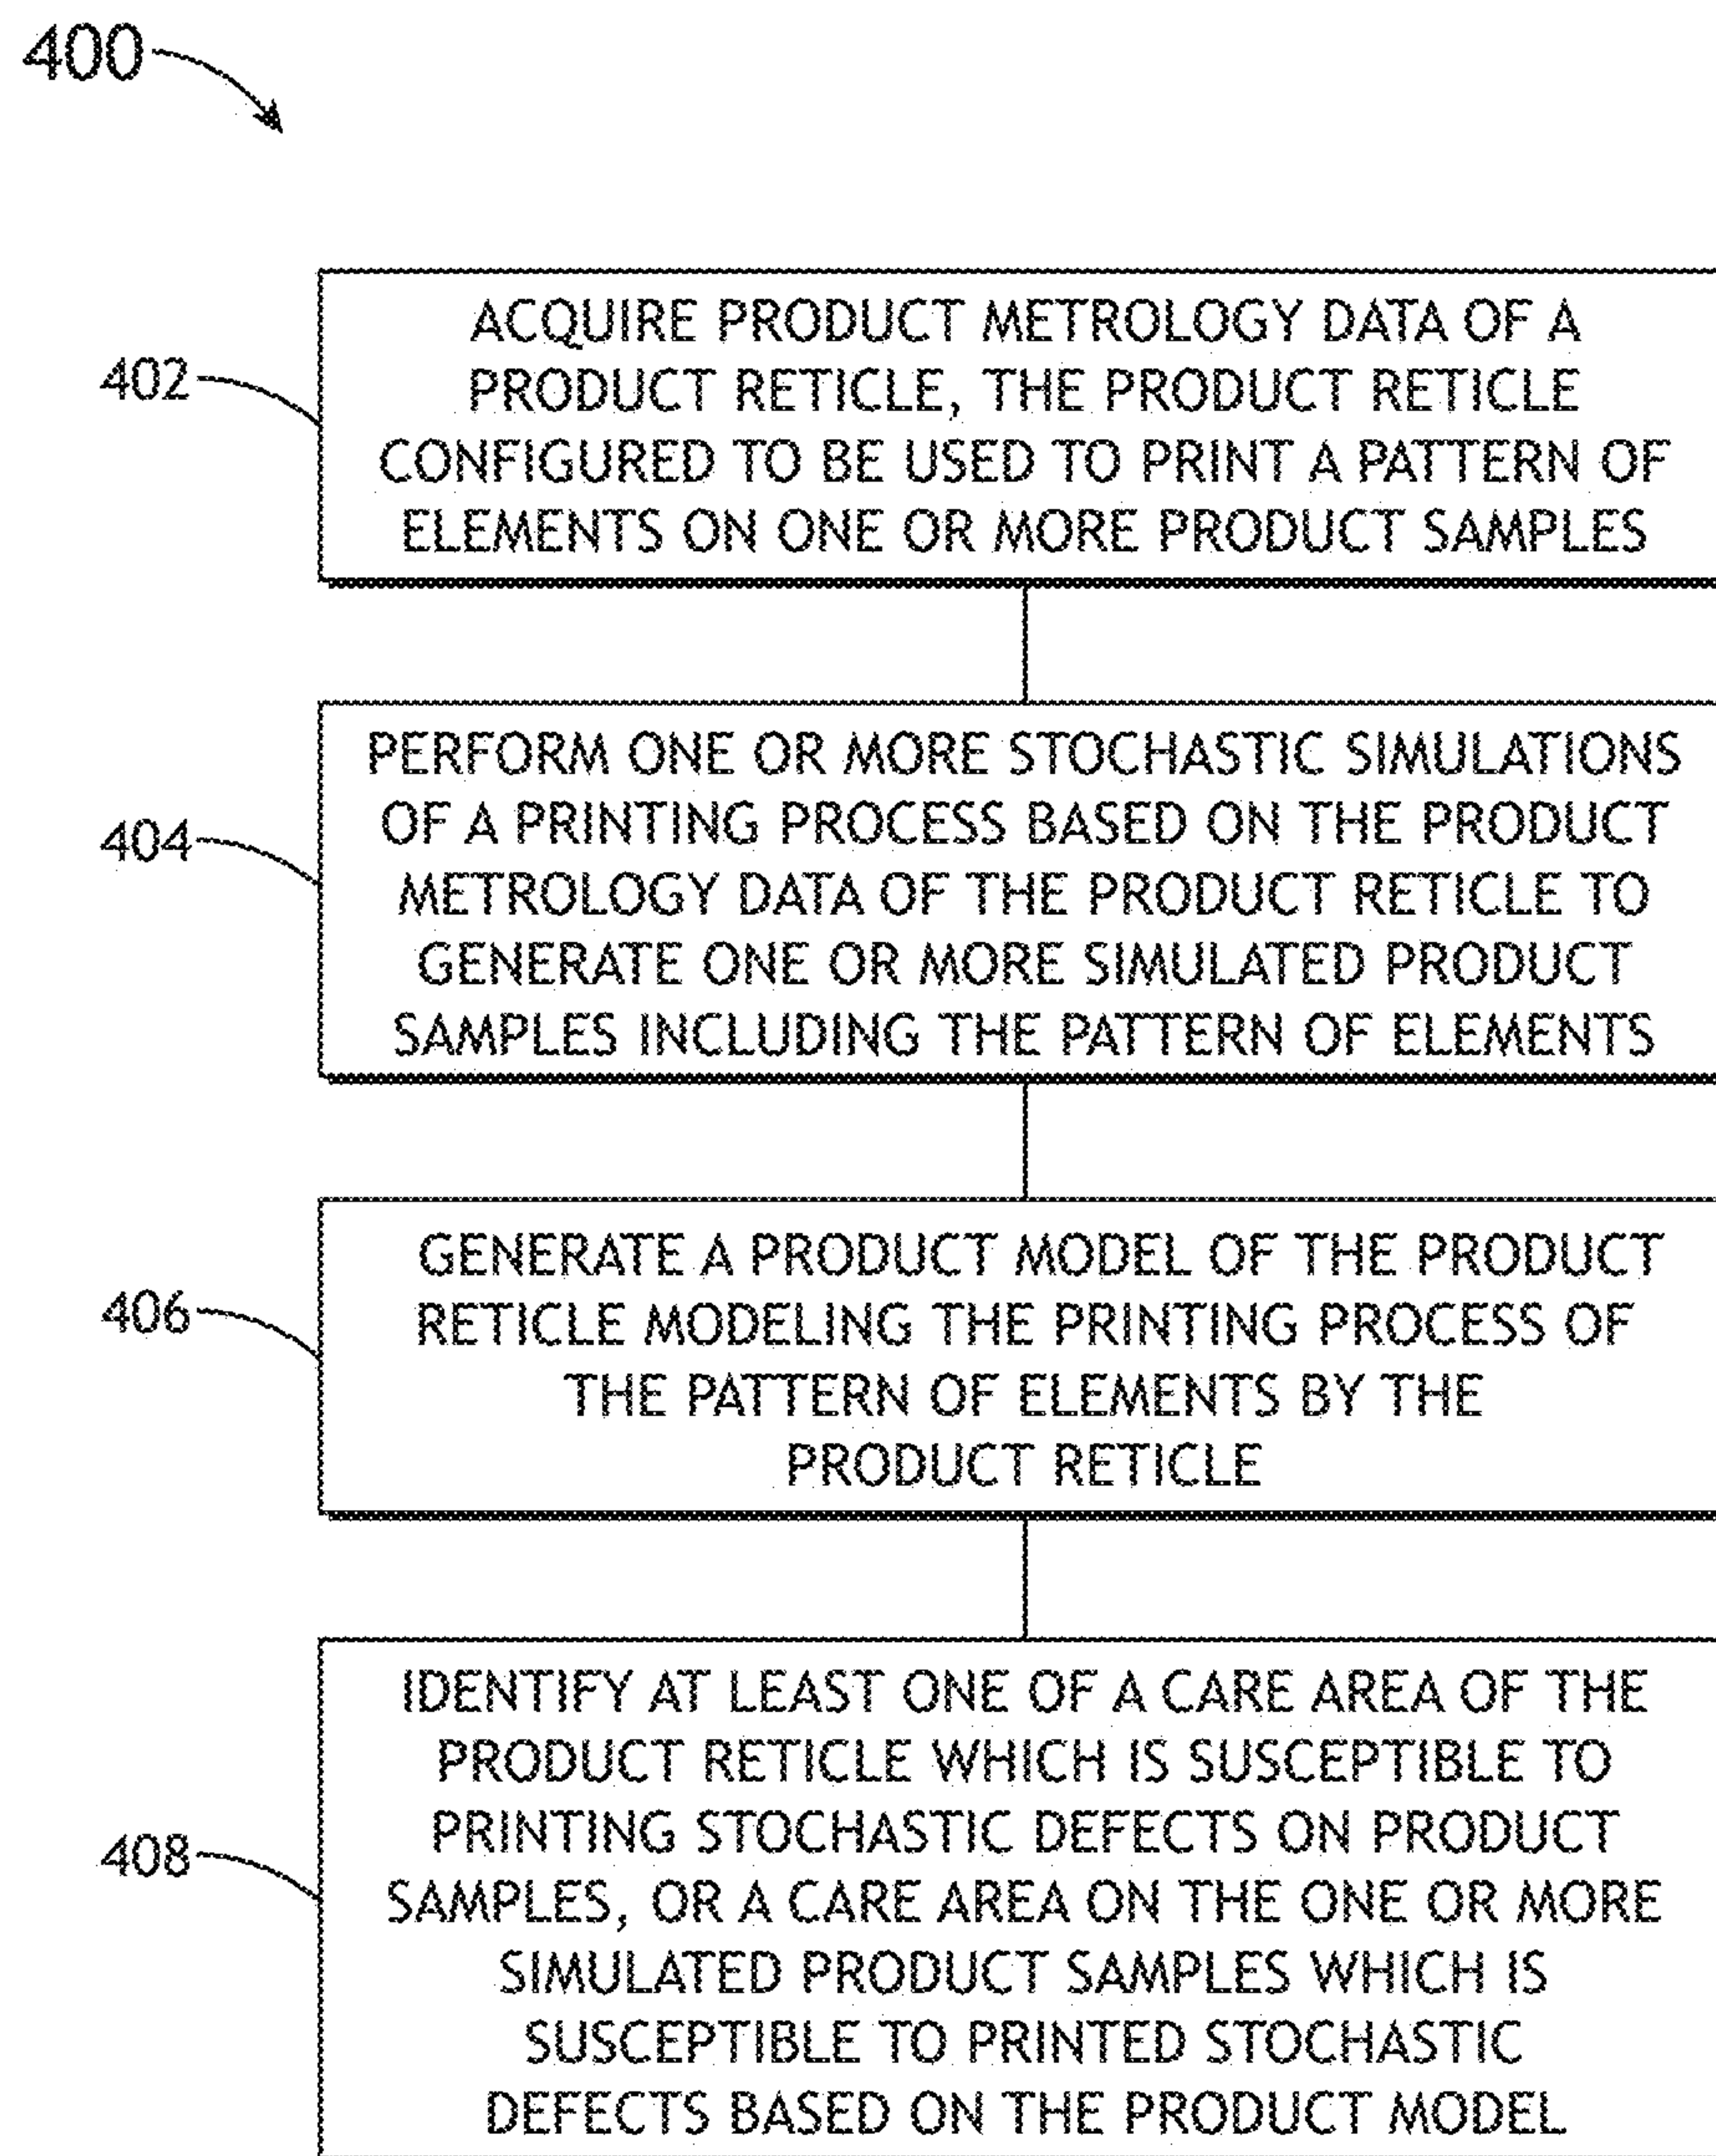 400
402
ACQUIRE PRODUCT METROLOGY DATA OF A
PRODUCT RETICLE, THE PRODUCT RETICLE
CONFIGURED TO BE USED TO PRINT A PATTERN OF
ELEMENTS ON ONE OR MORE PRODUCT SAMPLES
404
PERFORM ONE OR MORE STOCHASTIC SIMULATIONS
OF A PRINTING PROCESS BASED ON THE PRODUCT
METROLOGY DATA OF THE PRODUCT RETICLE TO
GENERATE ONE OR MORE SIMULATED PRODUCT
SAMPLES INCLUDING THE PATTERN OF ELEMENTS
406
GENERATE A PRODUCT MODEL OF THE PRODUCT
RETICLE MODELING THE PRINTING PROCESS OF
THE PATTERN OF ELEMENTS BY THE
PRODUCT RETICLE
408
IDENTIFY AT LEAST ONE OF A CARE AREA OF THE
PRODUCT RETICLE WHICH IS SUSCEPTIBLE TO
PRINTING STOCHASTIC DEFECTS ON PRODUCT
SAMPLES, OR A CARE AREA ON THE ONE OR MORE
SIMULATED PRODUCT SAMPLES WHICH IS
SUSCEPTIBLE TO PRINTED STOCHASTIC
DEFECTS BASED ON THE PRODUCT MODEL